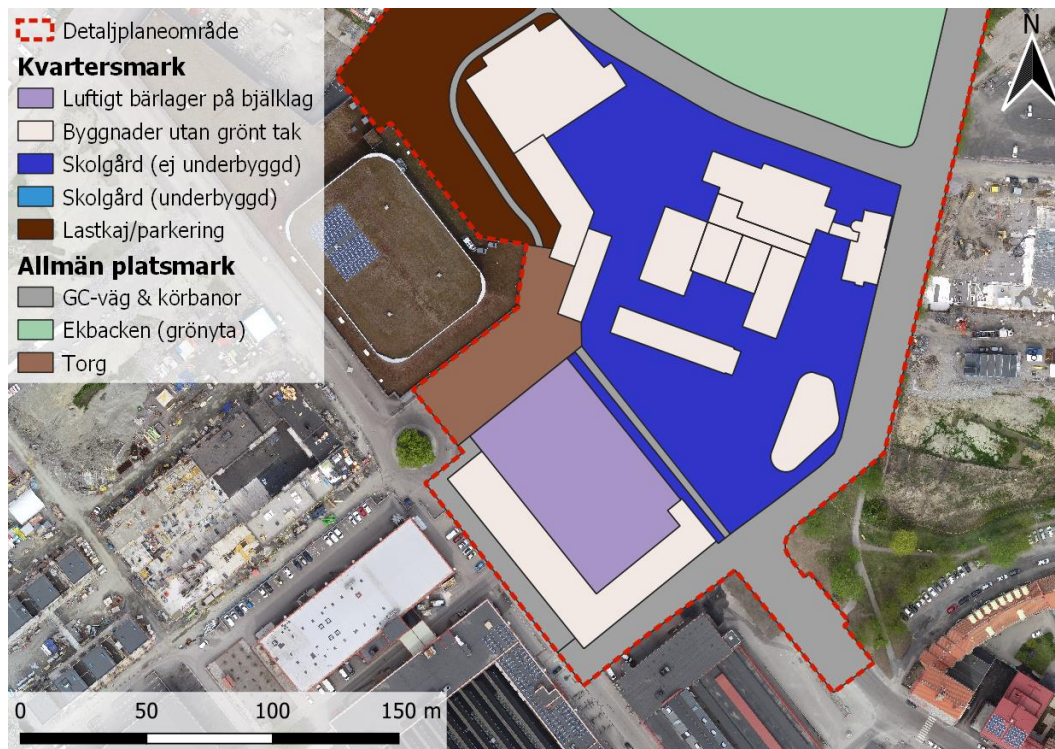 Detaljplaneområde
Kvartersmark
Luftigt bärlager på bjälklag
Byggnader utan grönt tak
Skolgård (ej underbyggd)
Skolgård (underbyggd)
Lastkaj/parkering
Allmän platsmark
GC-väg & körbanor
Ekbacken (grönyta)
Torg
N
0 50 100 150 m